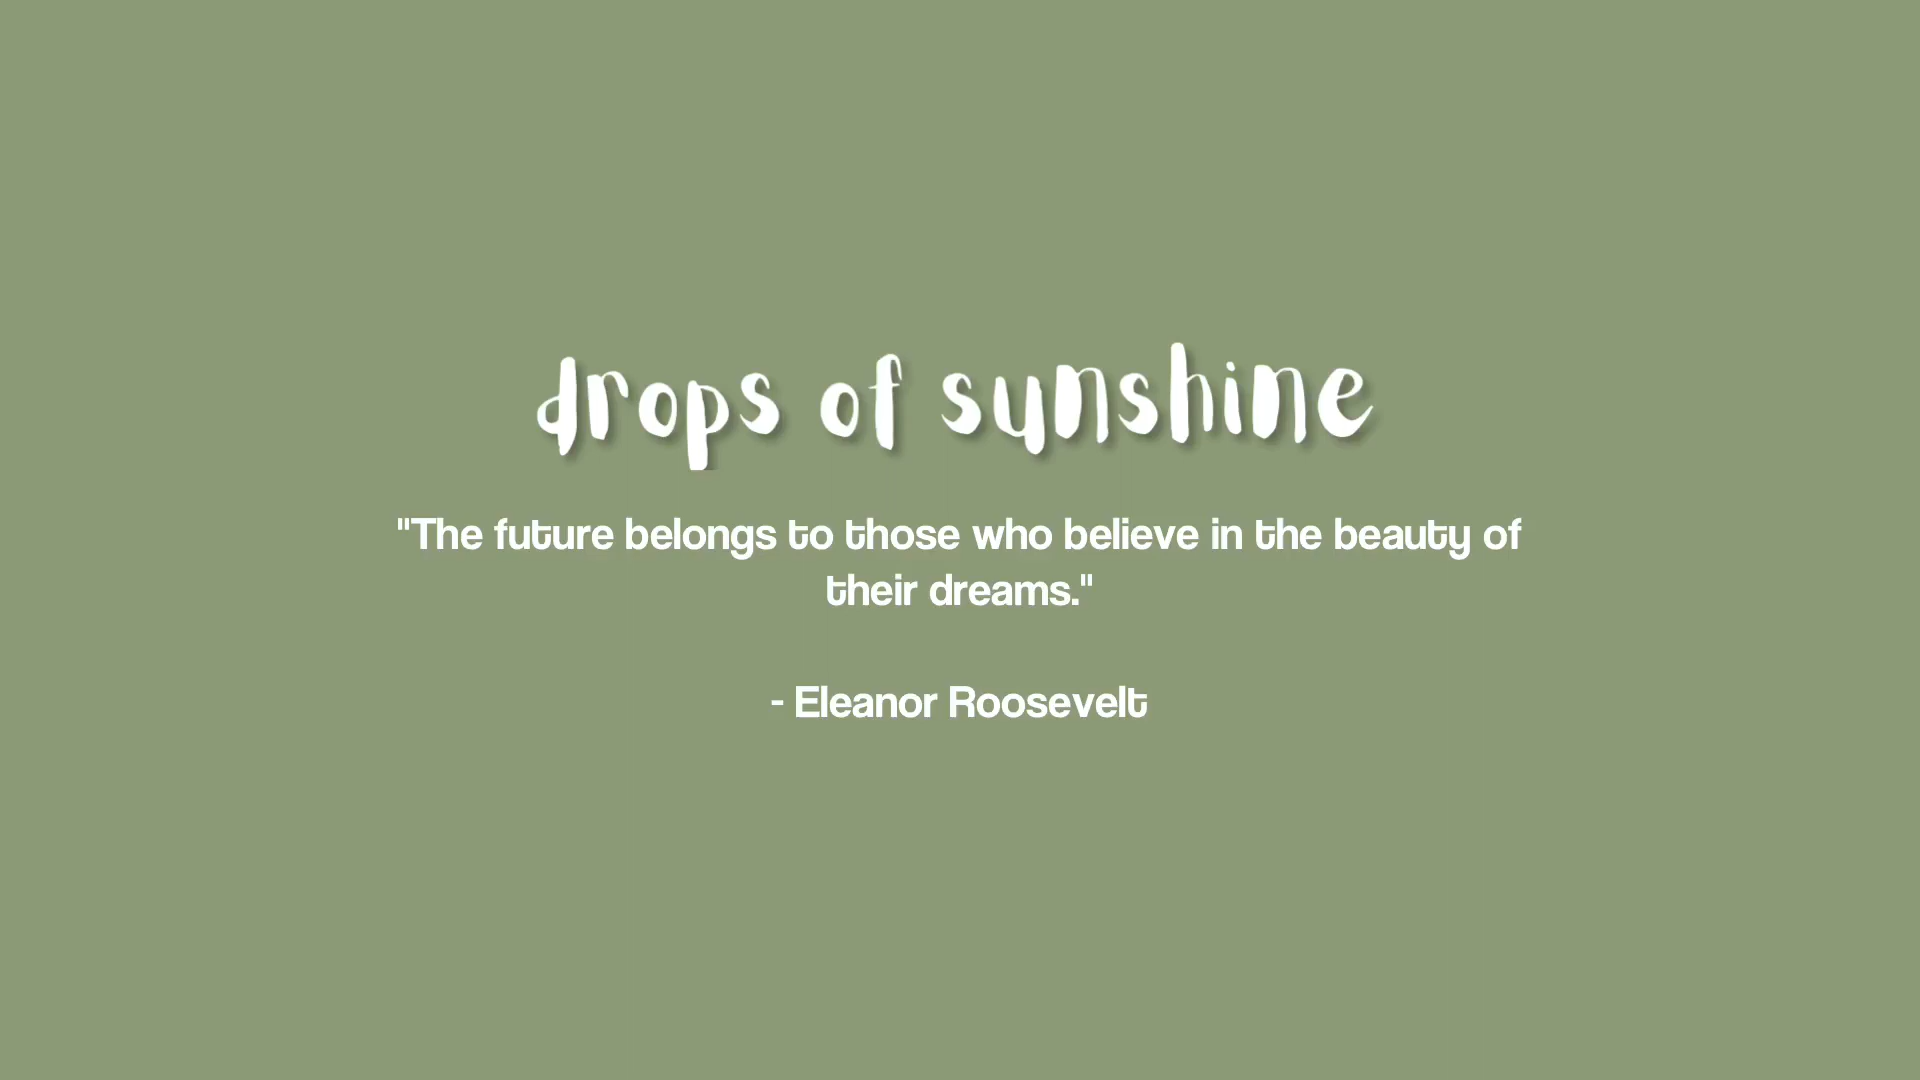 drops of sunshine
"The future belongs to those who believe in the beauty of
their dreams."
- Eleanor Roosevelt